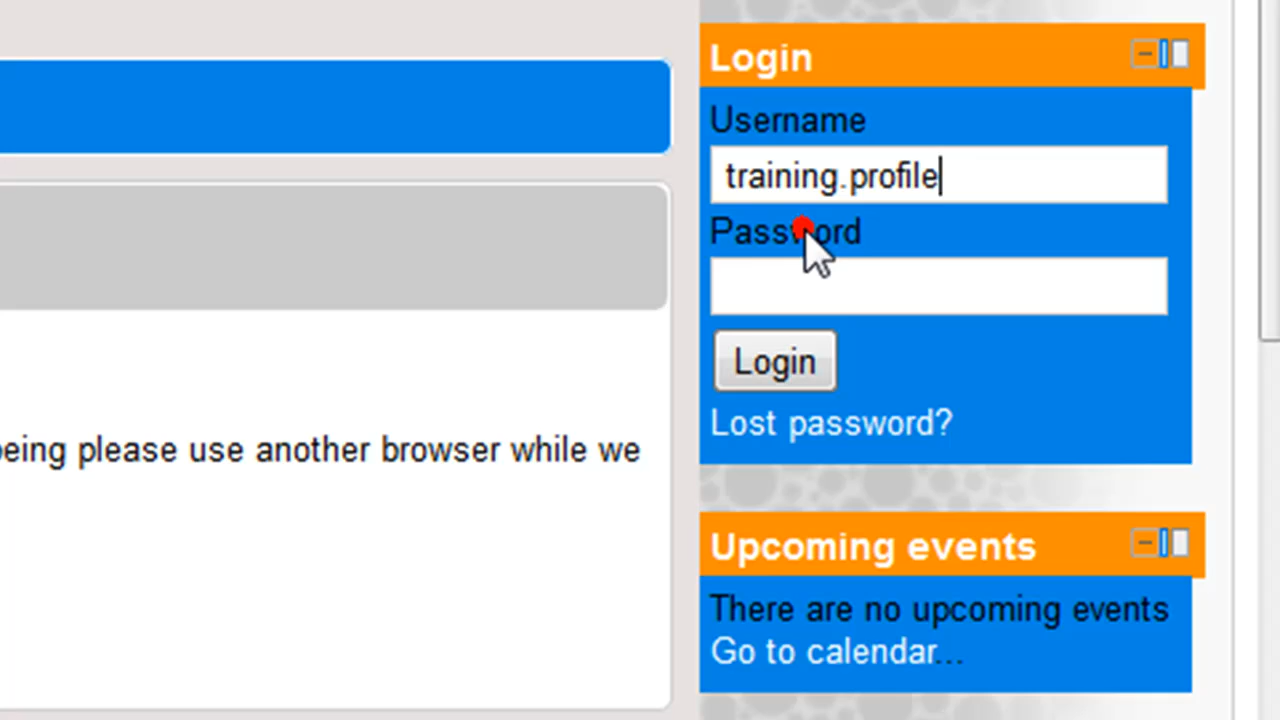 Login
Username
training.profile
Password
Login
Lost password?
being please use another browser while we
Upcoming events
There are no upcoming events
Go to calendar...